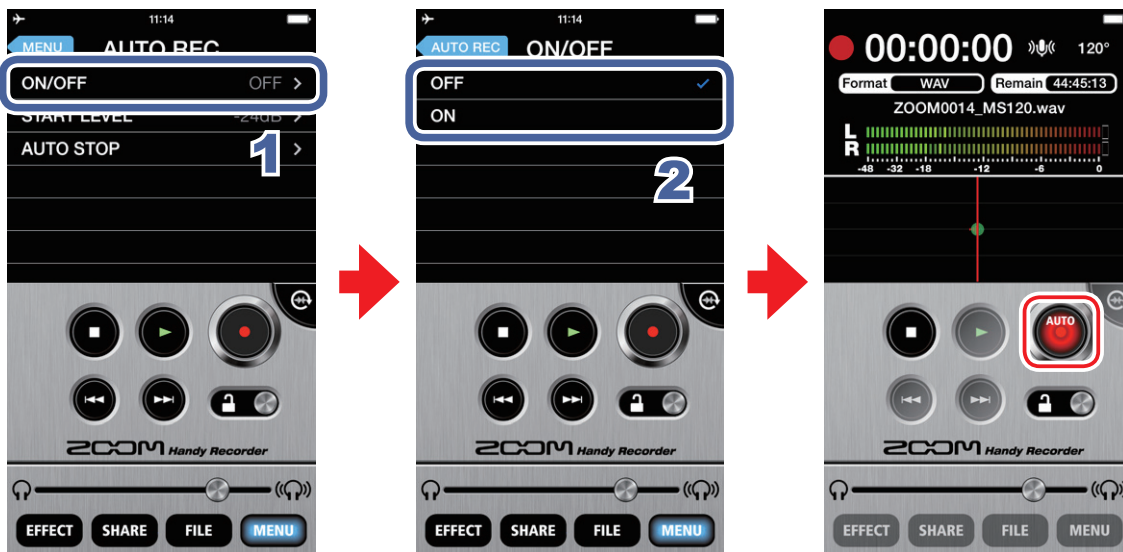 11:14
MENU AUTO REC
ON/OFF OFF >
START LEVEL -24dB >
AUTO STOP >
1
ZOOM Handy Recorder
EFFECT SHARE FILE MENU
11:14
AUTO REC ON/OFF
OFF
ON
2
ZOOM Handy Recorder
EFFECT SHARE FILE MENU
00:00:00 120°
Format WAV Remain 44:45:13
ZOOM0014_MS120.wav
L
R
-48 -32 -18 -12 -6 0
AUTO
ZOOM Handy Recorder
EFFECT SHARE FILE MENU